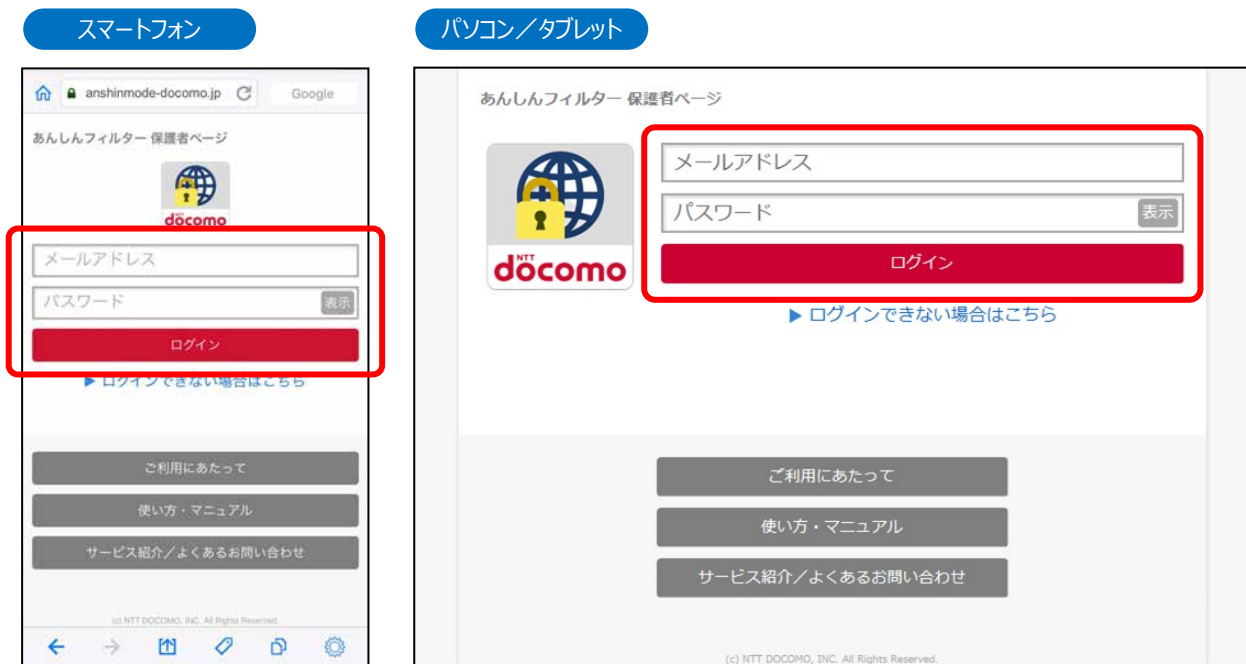 スマートフォン
anshinmode-docomo.jp
Google
あんしんフィルター 保護者ページ
NTT
döcomo
メールアドレス
パスワード
表示
ログイン
▶ ログインできない場合はこちら
ご利用にあたって
使い方・マニュアル
サービス紹介／よくあるお問い合わせ
(c) NTT DOCOMO, INC. All Rights Reserved.
パソコン／タブレット
あんしんフィルター 保護者ページ
NTT
döcomo
メールアドレス
パスワード
表示
ログイン
▶ ログインできない場合はこちら
ご利用にあたって
使い方・マニュアル
サービス紹介／よくあるお問い合わせ
(c) NTT DOCOMO, INC. All Rights Reserved.